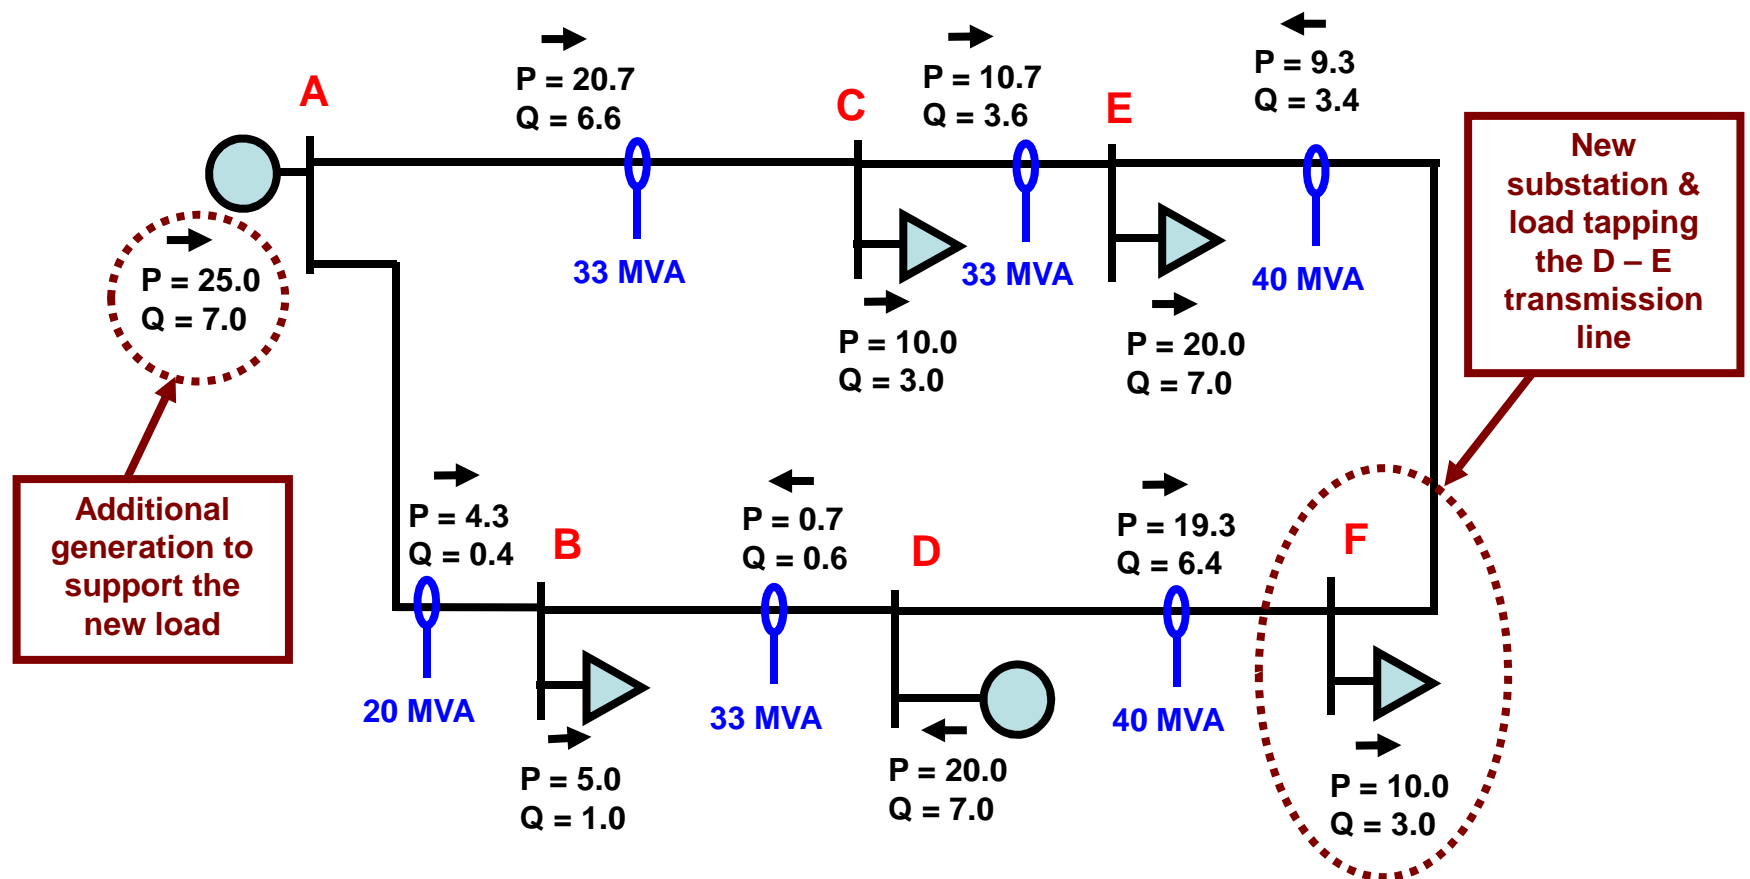 P = 20.7
Q = 6.6
P = 10.7
Q = 3.6
P = 9.3
Q = 3.4
A
C
E
33 MVA
33 MVA
40 MVA
P = 25.0
Q = 7.0
P = 10.0
Q = 3.0
P = 20.0
Q = 7.0
New
substation &
load tapping
the D – E
transmission
line
Additional
generation to
support the
new load
P = 4.3
Q = 0.4
B
P = 0.7
Q = 0.6
D
P = 19.3
Q = 6.4
F
20 MVA
33 MVA
40 MVA
P = 5.0
Q = 1.0
P = 20.0
Q = 7.0
P = 10.0
Q = 3.0